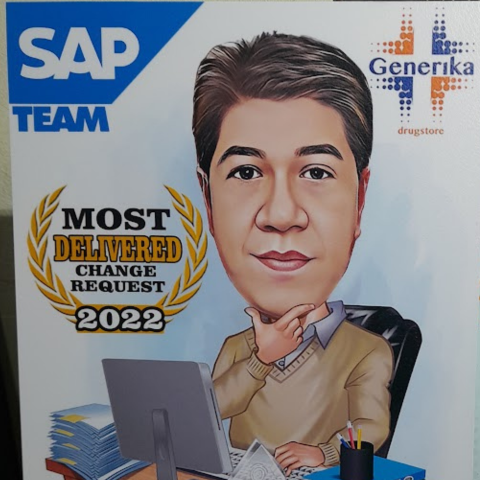 SAP
TEAM
Generika
drugstore
MOST
DELIVERED
CHANGE
REQUEST
2022